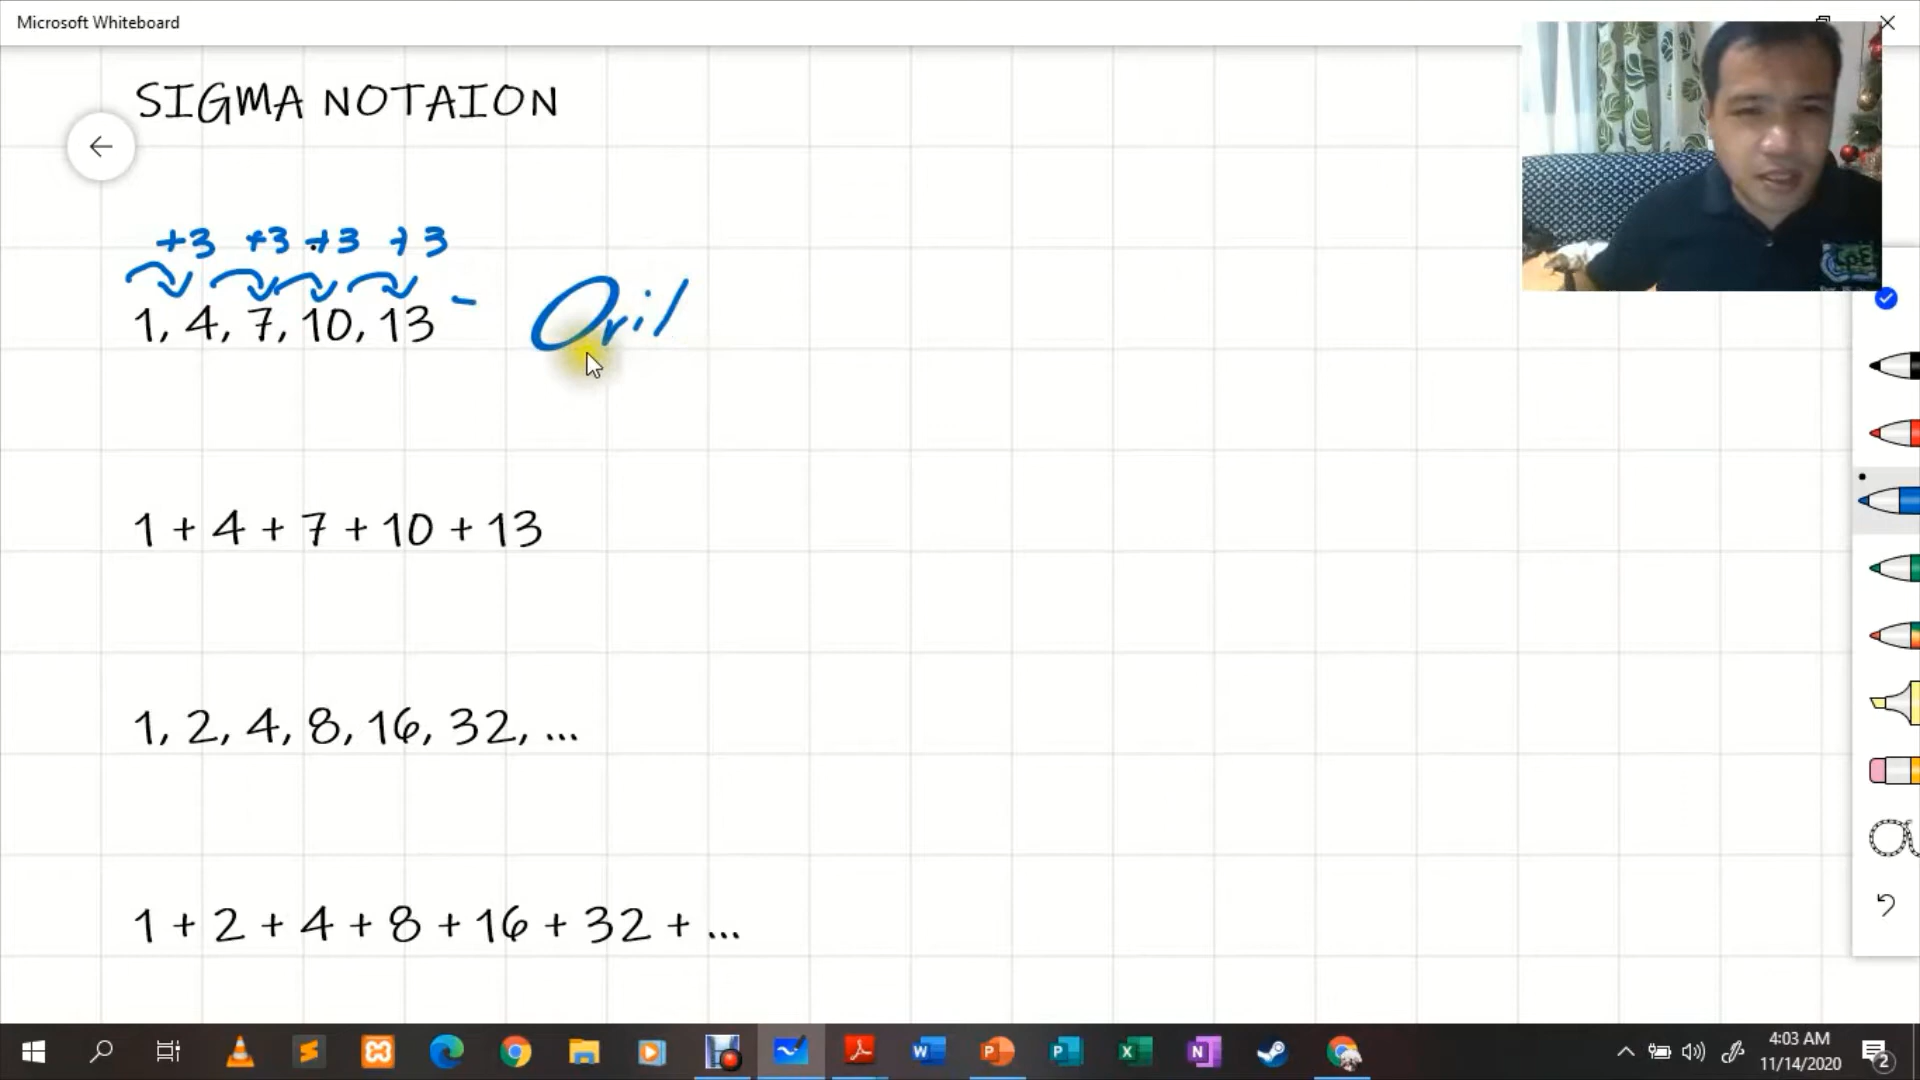 Microsoft Whiteboard
SIGMA NOTAION
+3 +3 +3 +3
1, 4, 7, 10, 13 -
1 + 4 + 7 + 10 + 13
1, 2, 4, 8, 16, 32, ...
1 + 2 + 4 + 8 + 16 + 32 + ...
4:03 AM
11/14/2020
2